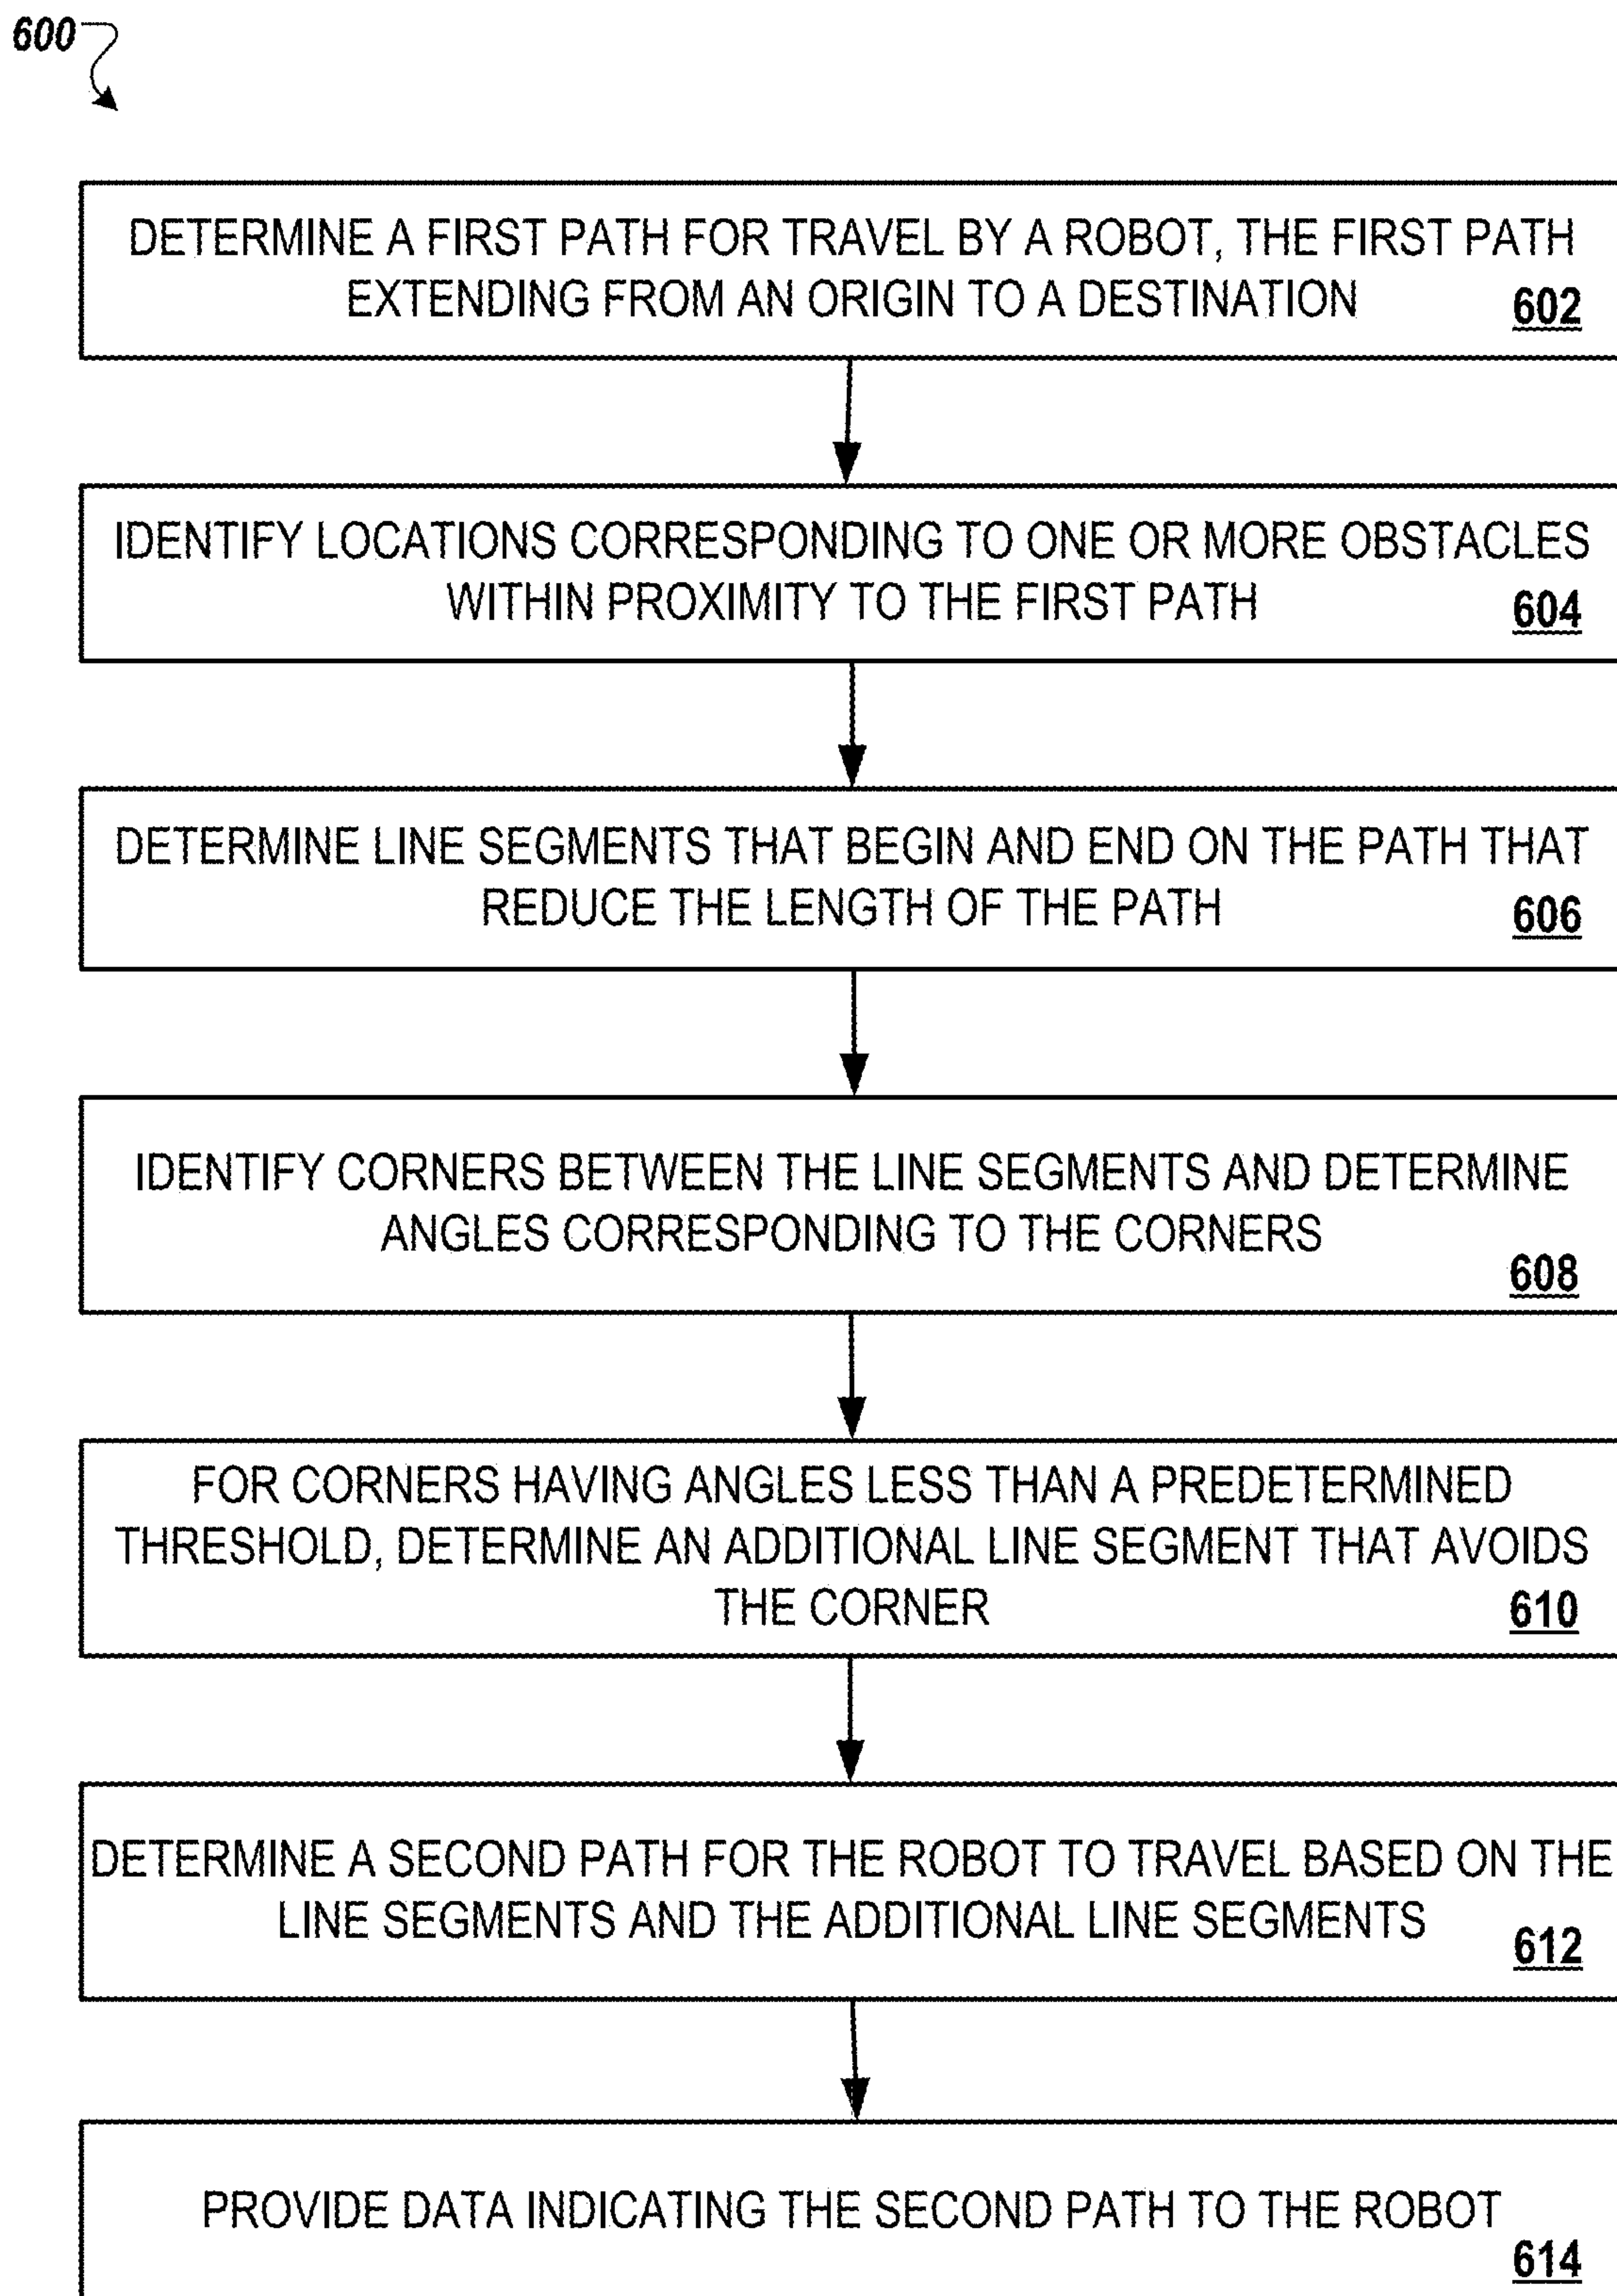 600
DETERMINE A FIRST PATH FOR TRAVEL BY A ROBOT, THE FIRST PATH
EXTENDING FROM AN ORIGIN TO A DESTINATION
602
IDENTIFY LOCATIONS CORRESPONDING TO ONE OR MORE OBSTACLES
WITHIN PROXIMITY TO THE FIRST PATH
604
DETERMINE LINE SEGMENTS THAT BEGIN AND END ON THE PATH THAT
REDUCE THE LENGTH OF THE PATH
606
IDENTIFY CORNERS BETWEEN THE LINE SEGMENTS AND DETERMINE
ANGLES CORRESPONDING TO THE CORNERS
608
FOR CORNERS HAVING ANGLES LESS THAN A PREDETERMINED
THRESHOLD, DETERMINE AN ADDITIONAL LINE SEGMENT THAT AVOIDS
THE CORNER
610
DETERMINE A SECOND PATH FOR THE ROBOT TO TRAVEL BASED ON THE
LINE SEGMENTS AND THE ADDITIONAL LINE SEGMENTS
612
PROVIDE DATA INDICATING THE SECOND PATH TO THE ROBOT
614